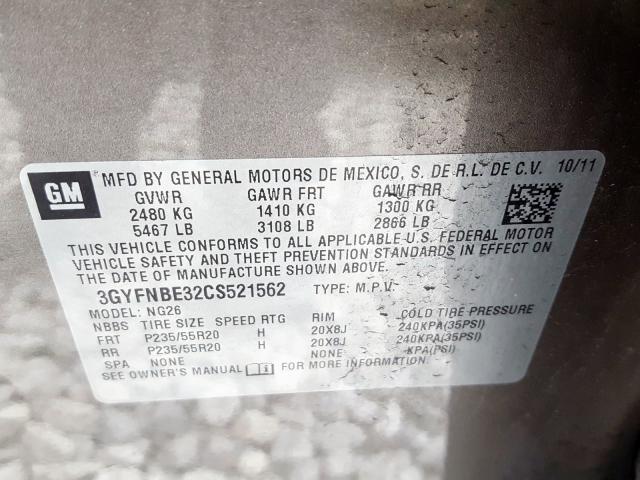 GM
MFD BY GENERAL MOTORS DE MEXICO, S. DE R.L. DE C.V. 10/11
GVWR GAWR FRT GAWR RR
2480 KG 1410 KG 1300 KG
5467 LB 3108 LB 2866 LB
THIS VEHICLE CONFORMS TO ALL APPLICABLE U.S. FEDERAL MOTOR
VEHICLE SAFETY AND THEFT PREVENTION STANDARDS IN EFFECT ON
THE DATE OF MANUFACTURE SHOWN ABOVE.
3GYFNBE32CS521562 TYPE: M.P.V.
MODEL: NG26
NBBS TIRE SIZE SPEED RTG RIM COLD TIRE PRESSURE
FRT P235/55R20 H 20X8J 240KPA(35PSI)
RR P235/55R20 H 20X8J 240KPA(35PSI)
SPA NONE NONE KPA(PSI)
SEE OWNER'S MANUAL FOR MORE INFORMATION.